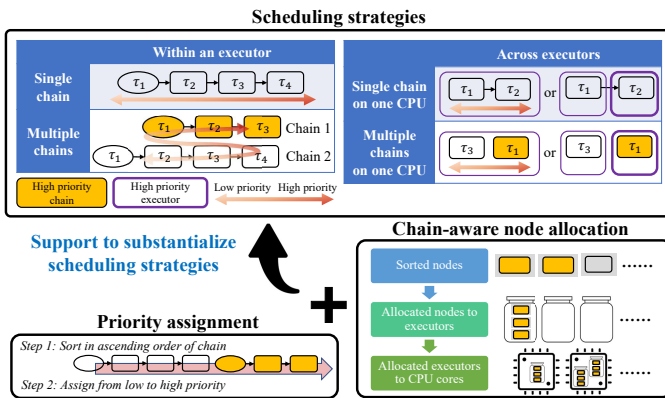 Scheduling strategies
Within an executor
Single
chain
τ1 τ2 τ3 τ4
Multiple
chains
τ1 τ2 τ3 Chain 1
τ1 τ2 τ3 τ4 Chain 2
Across executors
Single chain
on one CPU
τ1 τ2 or τ1 τ2
Multiple
chains
on one CPU
τ3 τ1 or τ3 τ1
High priority
chain
High priority
executor
Low priority High priority
Support to substantialize
scheduling strategies
Chain-aware node allocation
Sorted nodes
Allocated nodes to
executors
Allocated executors
to CPU cores
......
......
......
+
Priority assignment
Step 1: Sort in ascending order of chain
Step 2: Assign from low to high priority